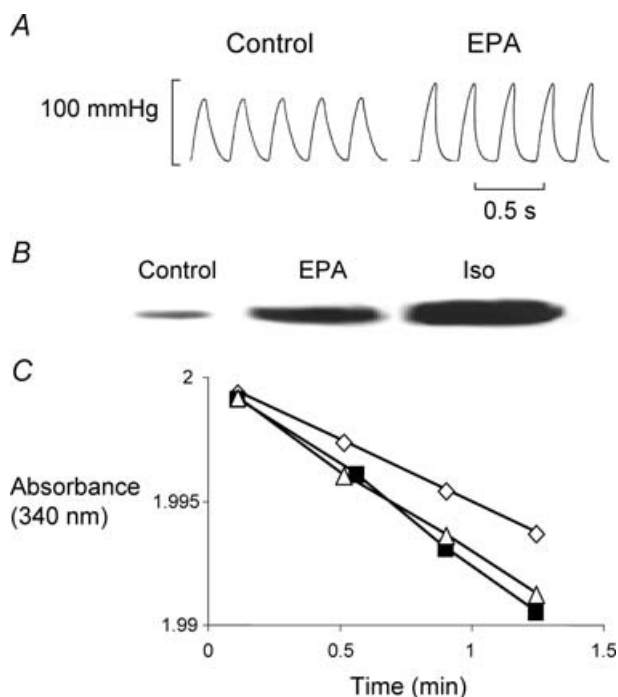 A
Control EPA
100 mmHg
0.5 s
B
Control EPA Iso
C
2
Absorbance
(340 nm)
1.995
1.99
0 0.5 1 1.5
Time (min)